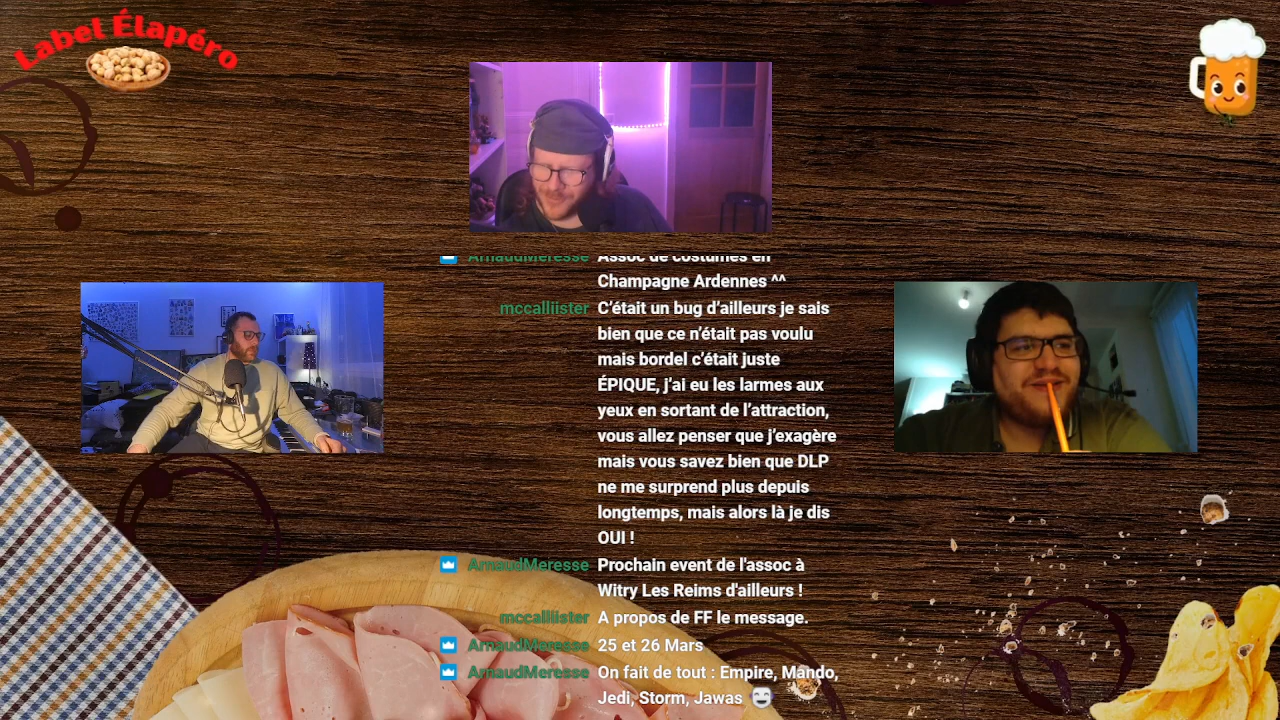 Label Élapéro
ArnaudMeresse Assoc de costumes en
Champagne Ardennes ^^
mccalliister C’était un bug d’ailleurs je sais
bien que ce n’était pas voulu
mais bordel c’était juste
ÉPIQUE, j’ai eu les larmes aux
yeux en sortant de l’attraction,
vous allez penser que j’exagère
mais vous savez bien que DLP
ne me surprend plus depuis
longtemps, mais alors là je dis
OUI !
ArnaudMeresse Prochain event de l'assoc à
Witry Les Reims d'ailleurs !
mccalliister A propos de FF le message.
ArnaudMeresse 25 et 26 Mars
ArnaudMeresse On fait de tout : Empire, Mando,
Jedi, Storm, Jawas